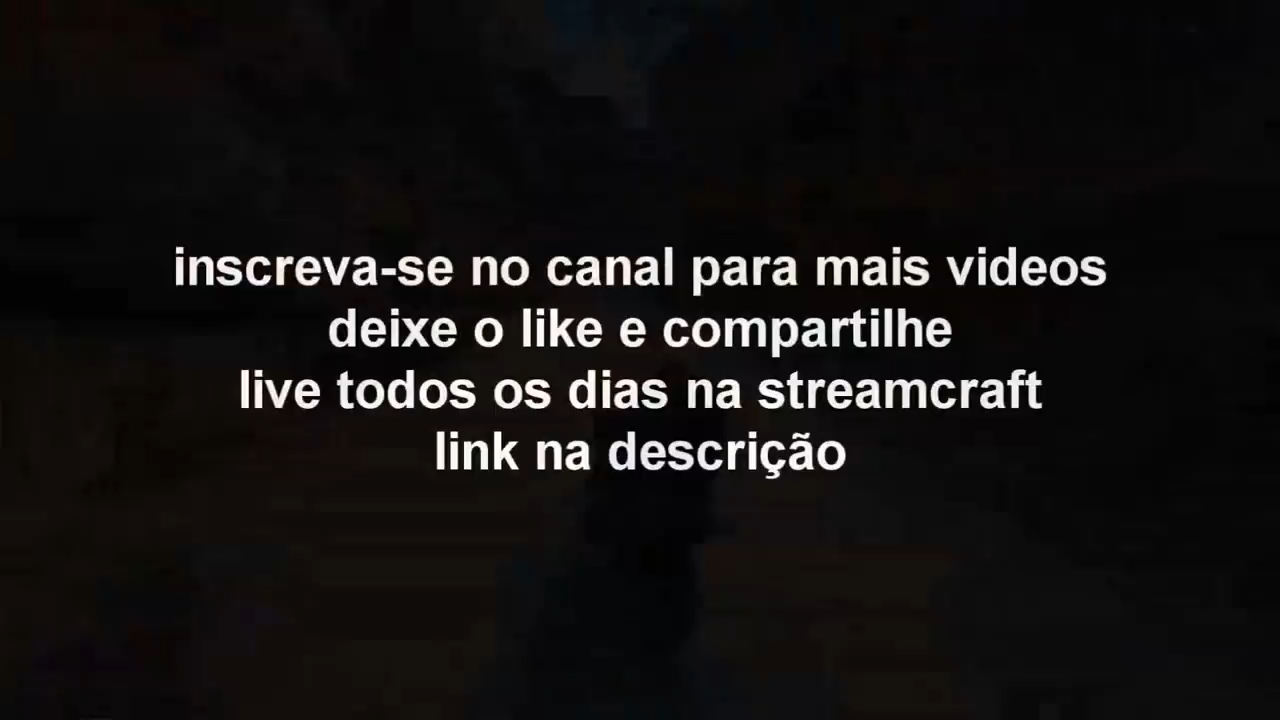 inscreva-se no canal para mais videos
deixe o like e compartilhe
live todos os dias na streamcraft
link na descrição